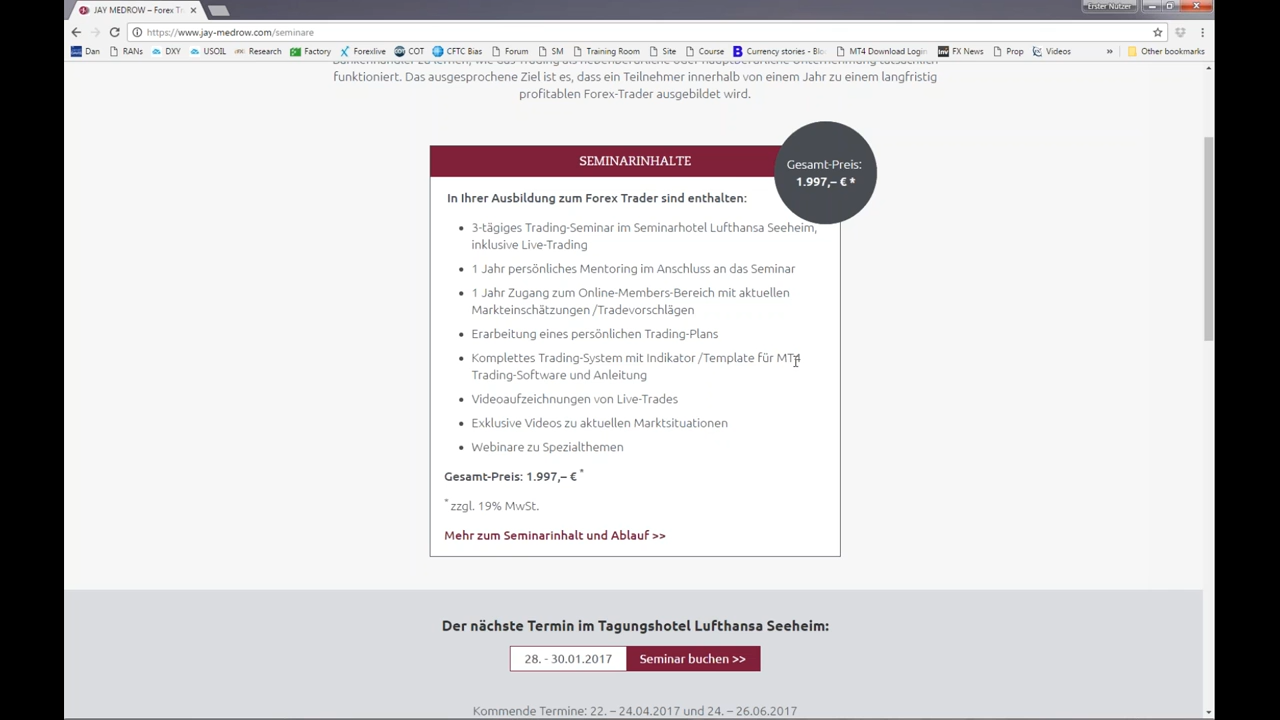 JAY MEDROW – Forex Tr
Erster Nutzer
https://www.jay-medrow.com/seminare
Dan RANs DXY USOIL Research Factory Forexlive COT CFTC Bias Forum SM Training Room Site Course Currency stories - Blo MT4 Download Login FX News Prop Videos Other bookmarks
funktioniert. Das ausgesprochene Ziel ist es, dass ein Teilnehmer innerhalb von einem Jahr zu einem langfristig
profitablen Forex-Trader ausgebildet wird.
SEMINARINHALTE
Gesamt-Preis:
1.997,– € *
In Ihrer Ausbildung zum Forex Trader sind enthalten:
• 3-tägiges Trading-Seminar im Seminarhotel Lufthansa Seeheim,
inklusive Live-Trading
• 1 Jahr persönliches Mentoring im Anschluss an das Seminar
• 1 Jahr Zugang zum Online-Members-Bereich mit aktuellen
Markteinschätzungen /Tradevorschlägen
• Erarbeitung eines persönlichen Trading-Plans
• Komplettes Trading-System mit Indikator /Template für MT4
Trading-Software und Anleitung
• Videoaufzeichnungen von Live-Trades
• Exklusive Videos zu aktuellen Marktsituationen
• Webinare zu Spezialthemen
Gesamt-Preis: 1.997,– € *
* zzgl. 19% MwSt.
Mehr zum Seminarinhalt und Ablauf >>
Der nächste Termin im Tagungshotel Lufthansa Seeheim:
28. - 30.01.2017 Seminar buchen >>
Kommende Termine: 22. – 24.04.2017 und 24. – 26.06.2017